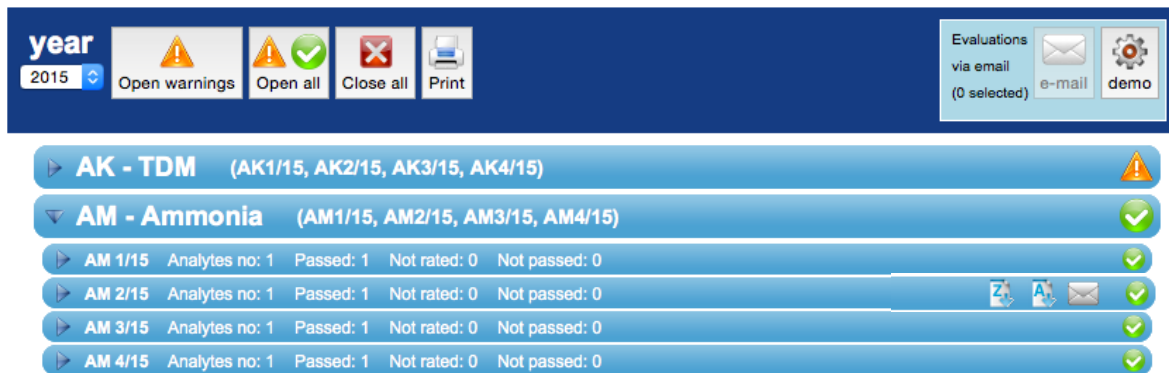 year
2015
Open warnings
Open all
Close all
Print
Evaluations
via email
(0 selected)
e-mail
demo
AK - TDM (AK1/15, AK2/15, AK3/15, AK4/15)
AM - Ammonia (AM1/15, AM2/15, AM3/15, AM4/15)
AM 1/15 Analytes no: 1 Passed: 1 Not rated: 0 Not passed: 0
AM 2/15 Analytes no: 1 Passed: 1 Not rated: 0 Not passed: 0 Z A
AM 3/15 Analytes no: 1 Passed: 1 Not rated: 0 Not passed: 0
AM 4/15 Analytes no: 1 Passed: 1 Not rated: 0 Not passed: 0